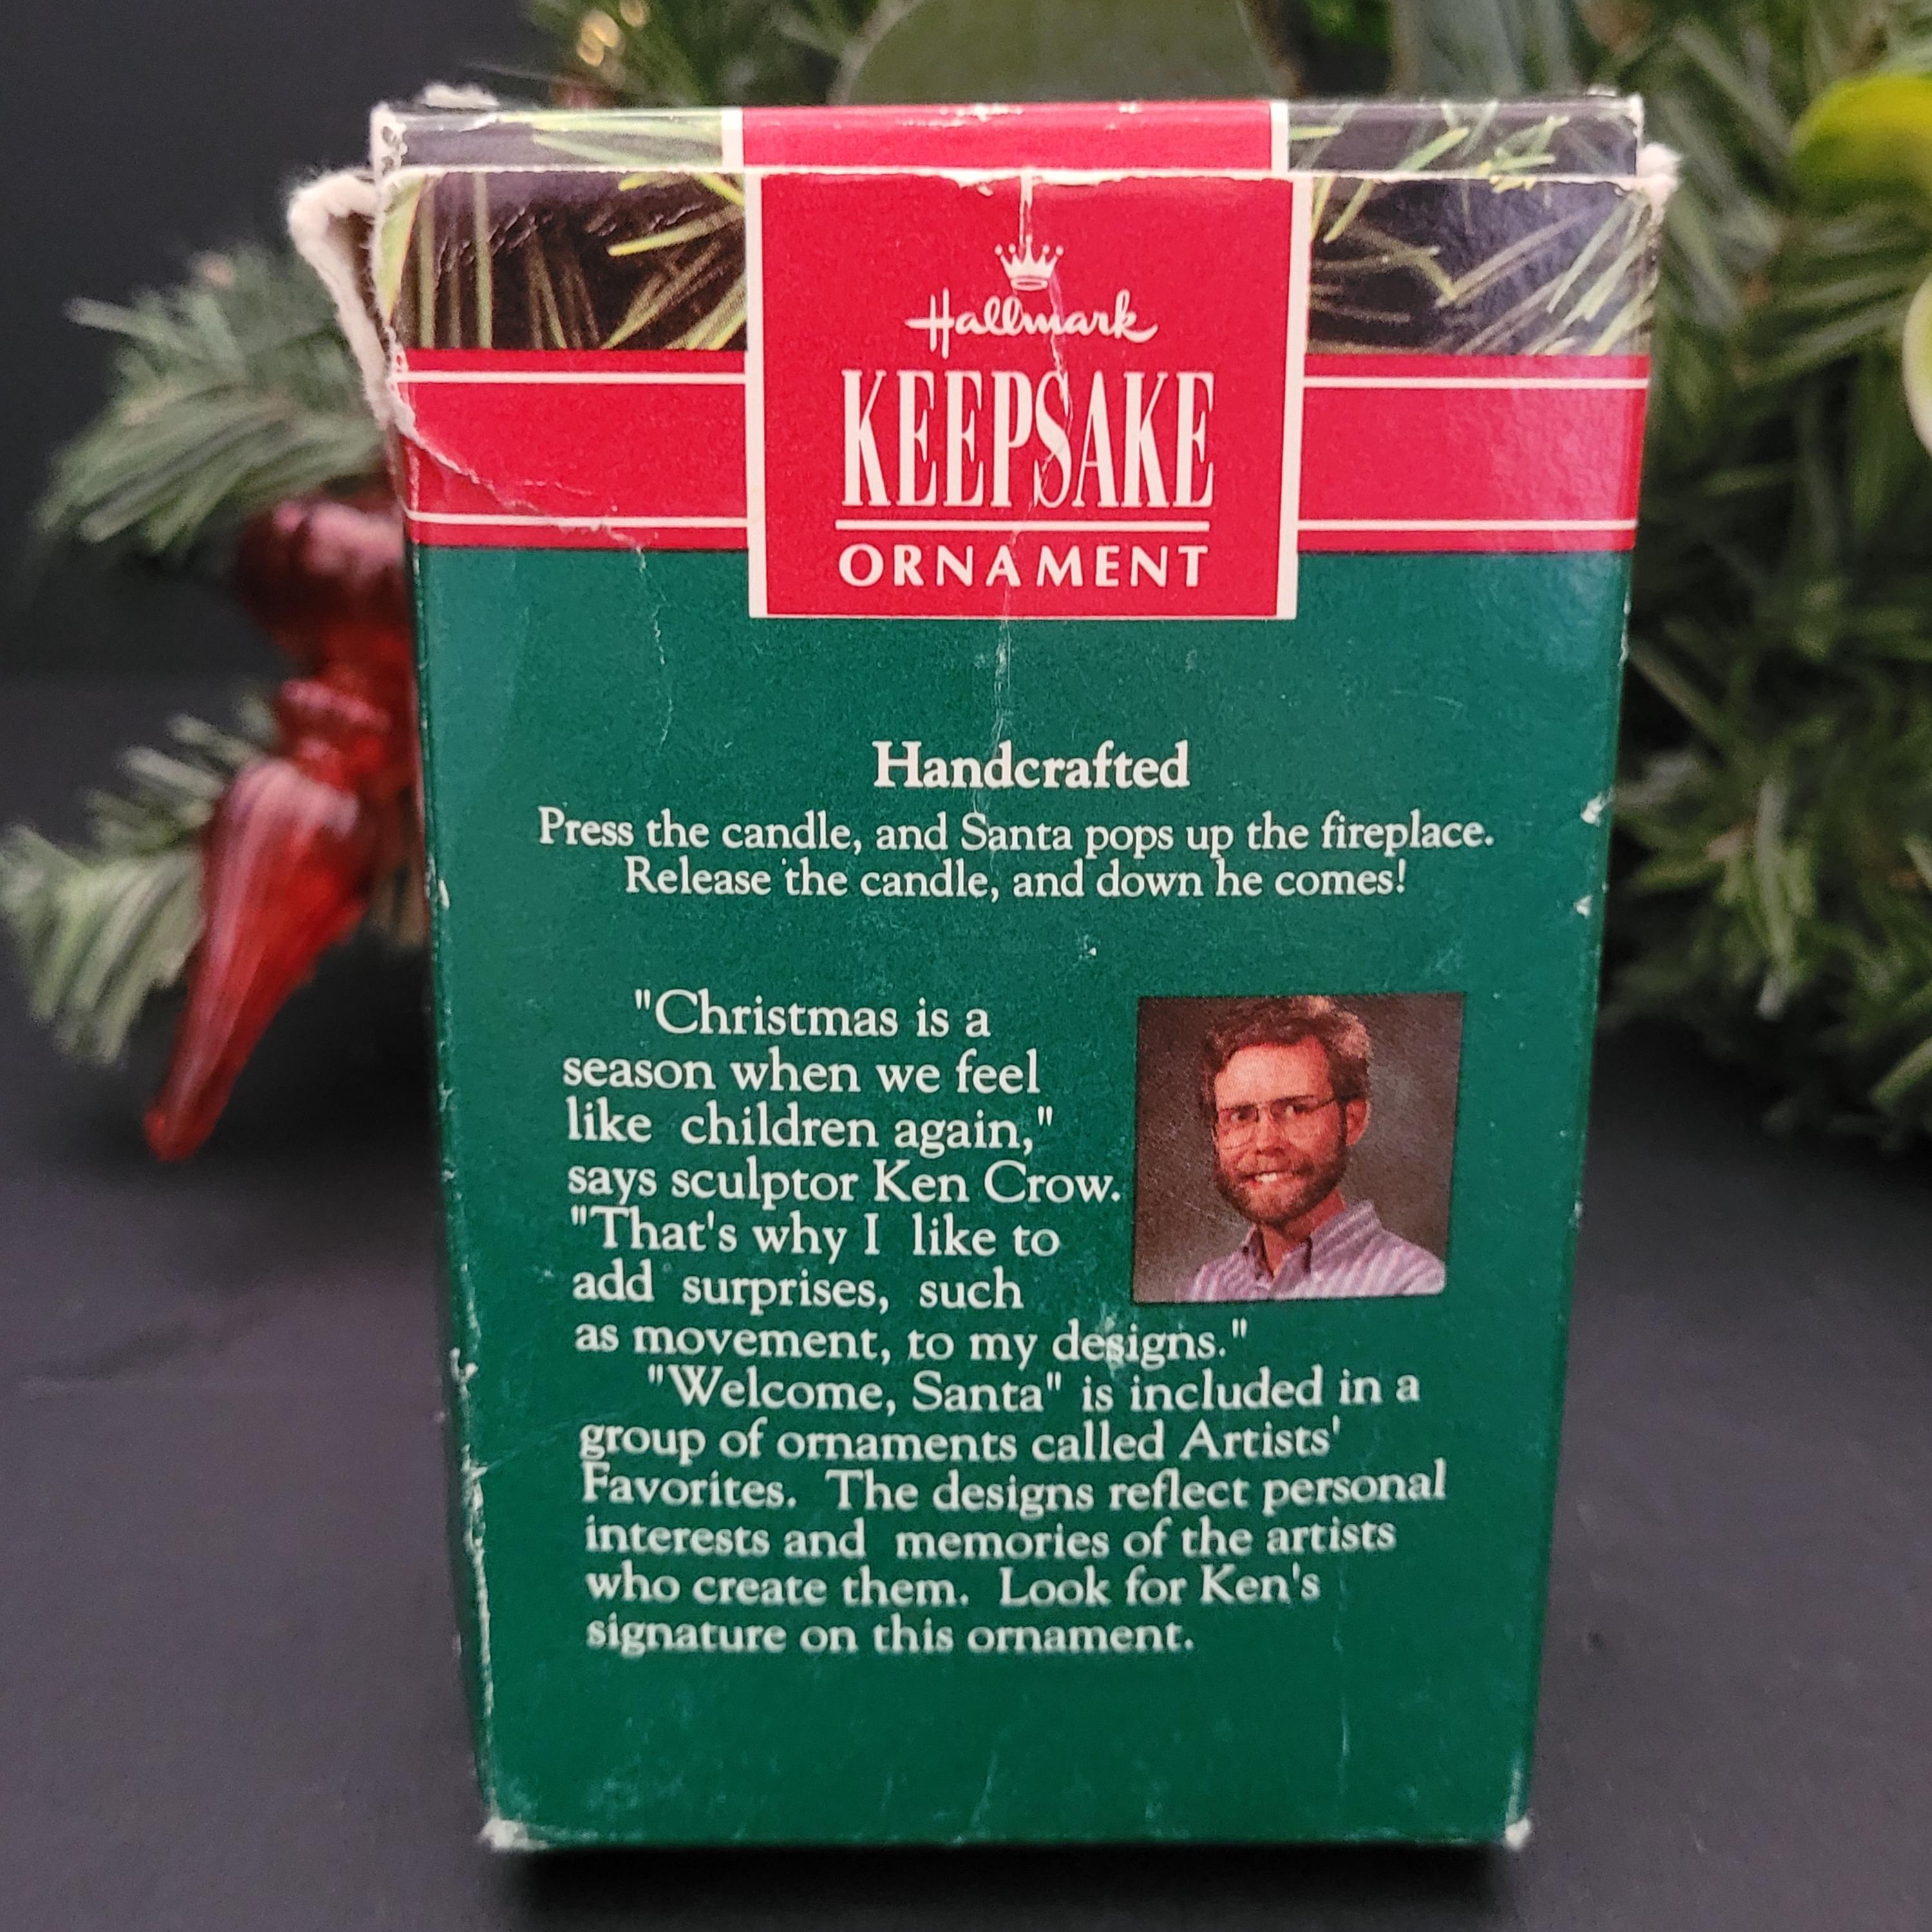 Hallmark
KEEPSAKE
ORNAMENT
Handcrafted
Press the candle, and Santa pops up the fireplace.
Release the candle, and down he comes!
"Christmas is a
season when we feel
like children again,"
says sculptor Ken Crow.
"That's why I like to
add surprises, such
as movement, to my designs."
"Welcome, Santa" is included in a
group of ornaments called Artists'
Favorites. The designs reflect personal
interests and memories of the artists
who create them. Look for Ken's
signature on this ornament.